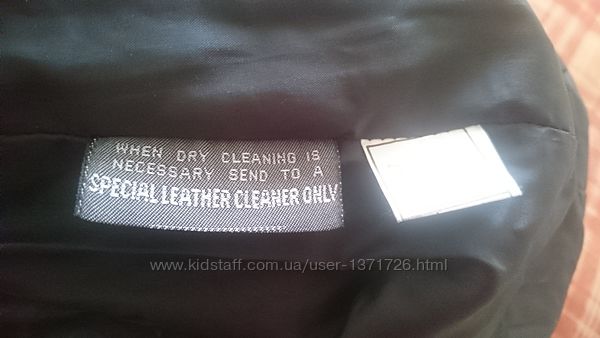 WHEN DRY CLEANING IS
NECESSARY SEND TO A
SPECIAL LEATHER CLEANER ONLY
www.kidstaff.com.ua/user-1371726.html